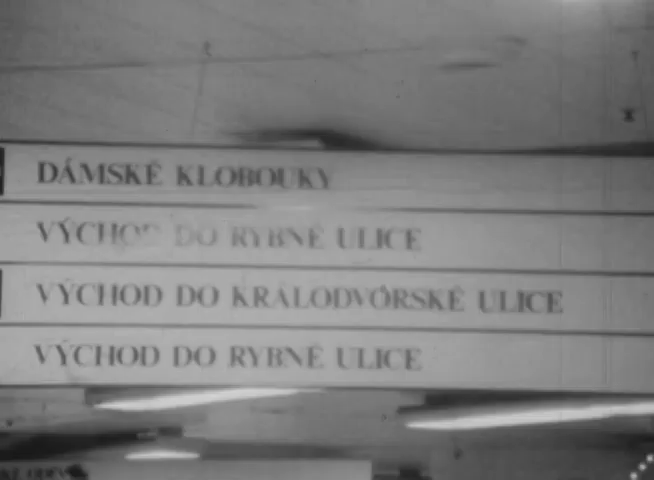 DÁMSKÉ KLOBOUKY
VÝCHOD DO RYBNÉ ULICE
VÝCHOD DO KRÁLODVORSKÉ ULICE
VÝCHOD DO RYBNÉ ULICE